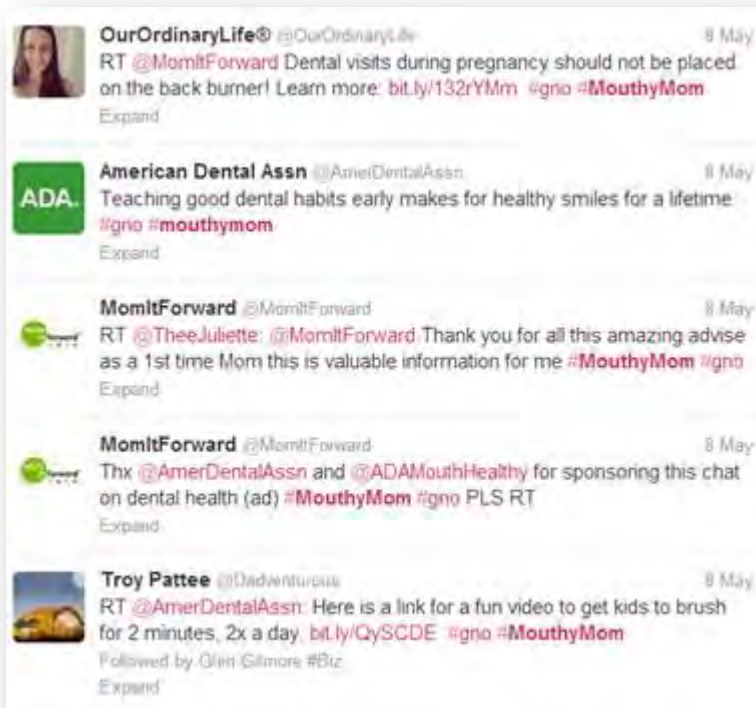 OurOrdinaryLife® @OurOrdinaryLife 8 May
RT @MomItForward Dental visits during pregnancy should not be placed
on the back burner! Learn more: bit.ly/132rYMm #gno #MouthyMom
Expand
American Dental Assn @AmerDentalAssn 8 May
ADA.
Teaching good dental habits early makes for healthy smiles for a lifetime
#gno #mouthymom
Expand
MomItForward @MomItForward 8 May
RT @TheeJuliette: @MomItForward Thank you for all this amazing advise
as a 1st time Mom this is valuable information for me #MouthyMom #gno
Expand
MomItForward @MomItForward 8 May
Thx @AmerDentalAssn and @ADAMouthHealthy for sponsoring this chat
on dental health (ad) #MouthyMom #gno PLS RT
Expand
Troy Pattee @Dadventurous 8 May
RT @AmerDentalAssn: Here is a link for a fun video to get kids to brush
for 2 minutes, 2x a day. bit.ly/QySCDE #gno #MouthyMom
Followed by Glen Gilmore #Biz
Expand